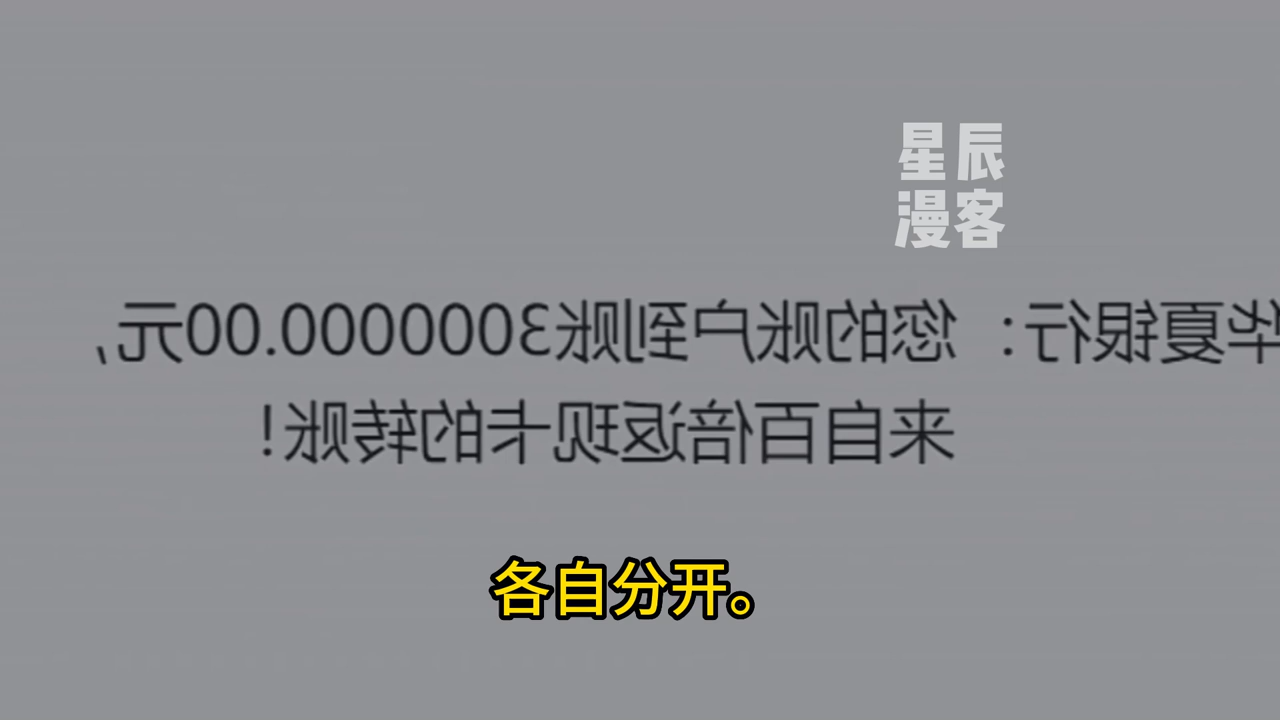 星辰
漫客
华夏银行：您的账户到账3000000.00元，
来自百倍返现卡的转账！
各自分开。